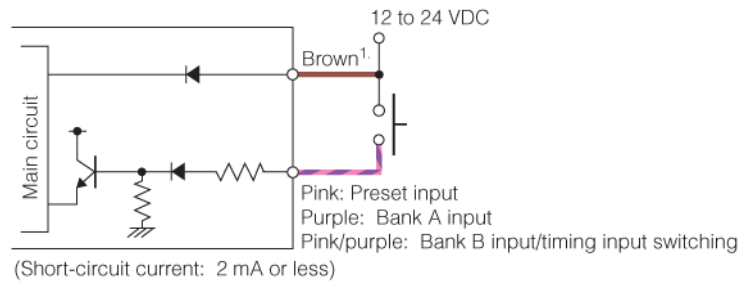 12 to 24 VDC
Brown1.
Main circuit
Pink: Preset input
Purple: Bank A input
Pink/purple: Bank B input/timing input switching
(Short-circuit current: 2 mA or less)